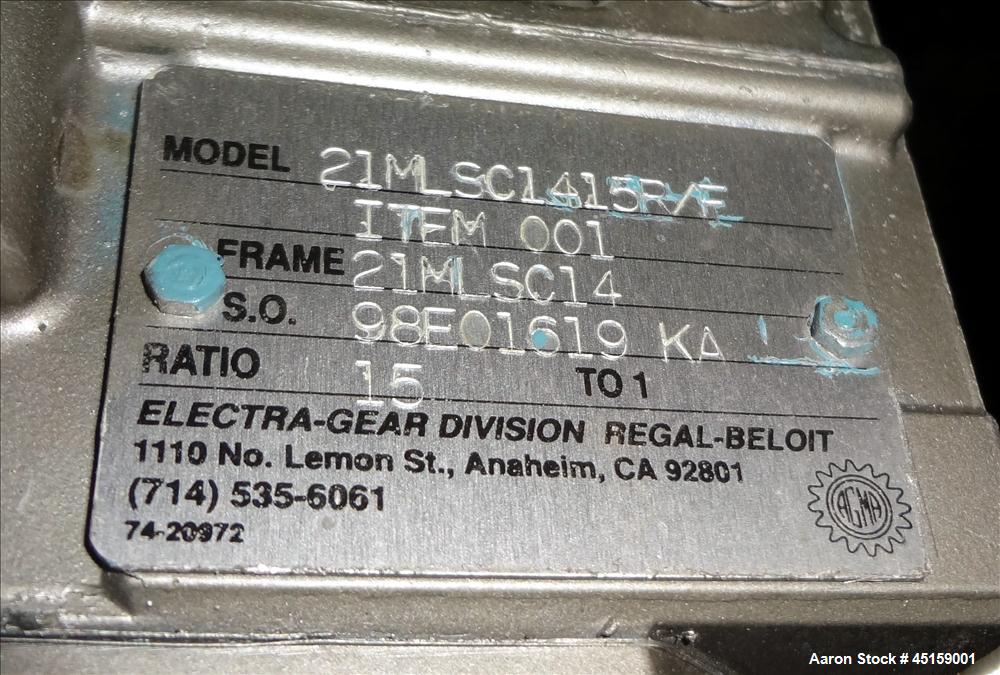 MODEL 21MLSC1415R/F
ITEM 001
FRAME 21MLSC14
S.O. 98E01619 KA
RATIO 15 TO 1
ELECTRA-GEAR DIVISION REGAL-BELOIT
1110 No. Lemon St., Anaheim, CA 92801
(714) 535-6061
74-20972
AGMA
Aaron Stock # 45159001